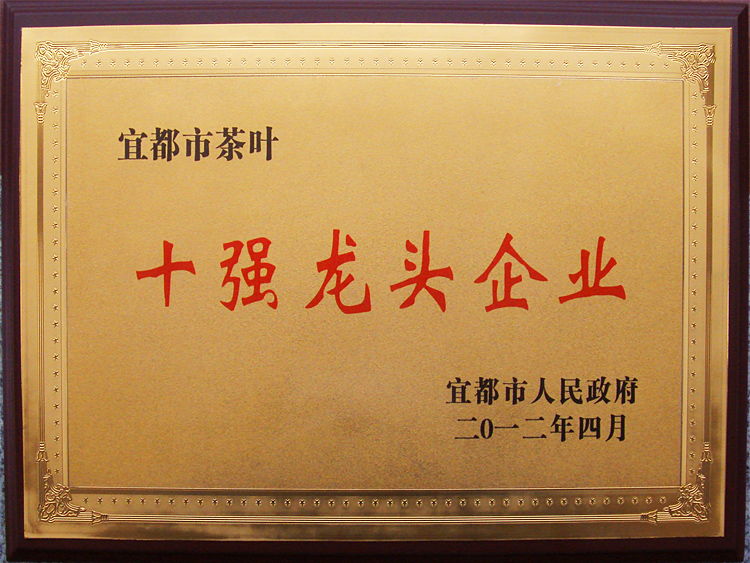 宜都市茶叶
十强龙头企业
宜都市人民政府
二0一二年四月